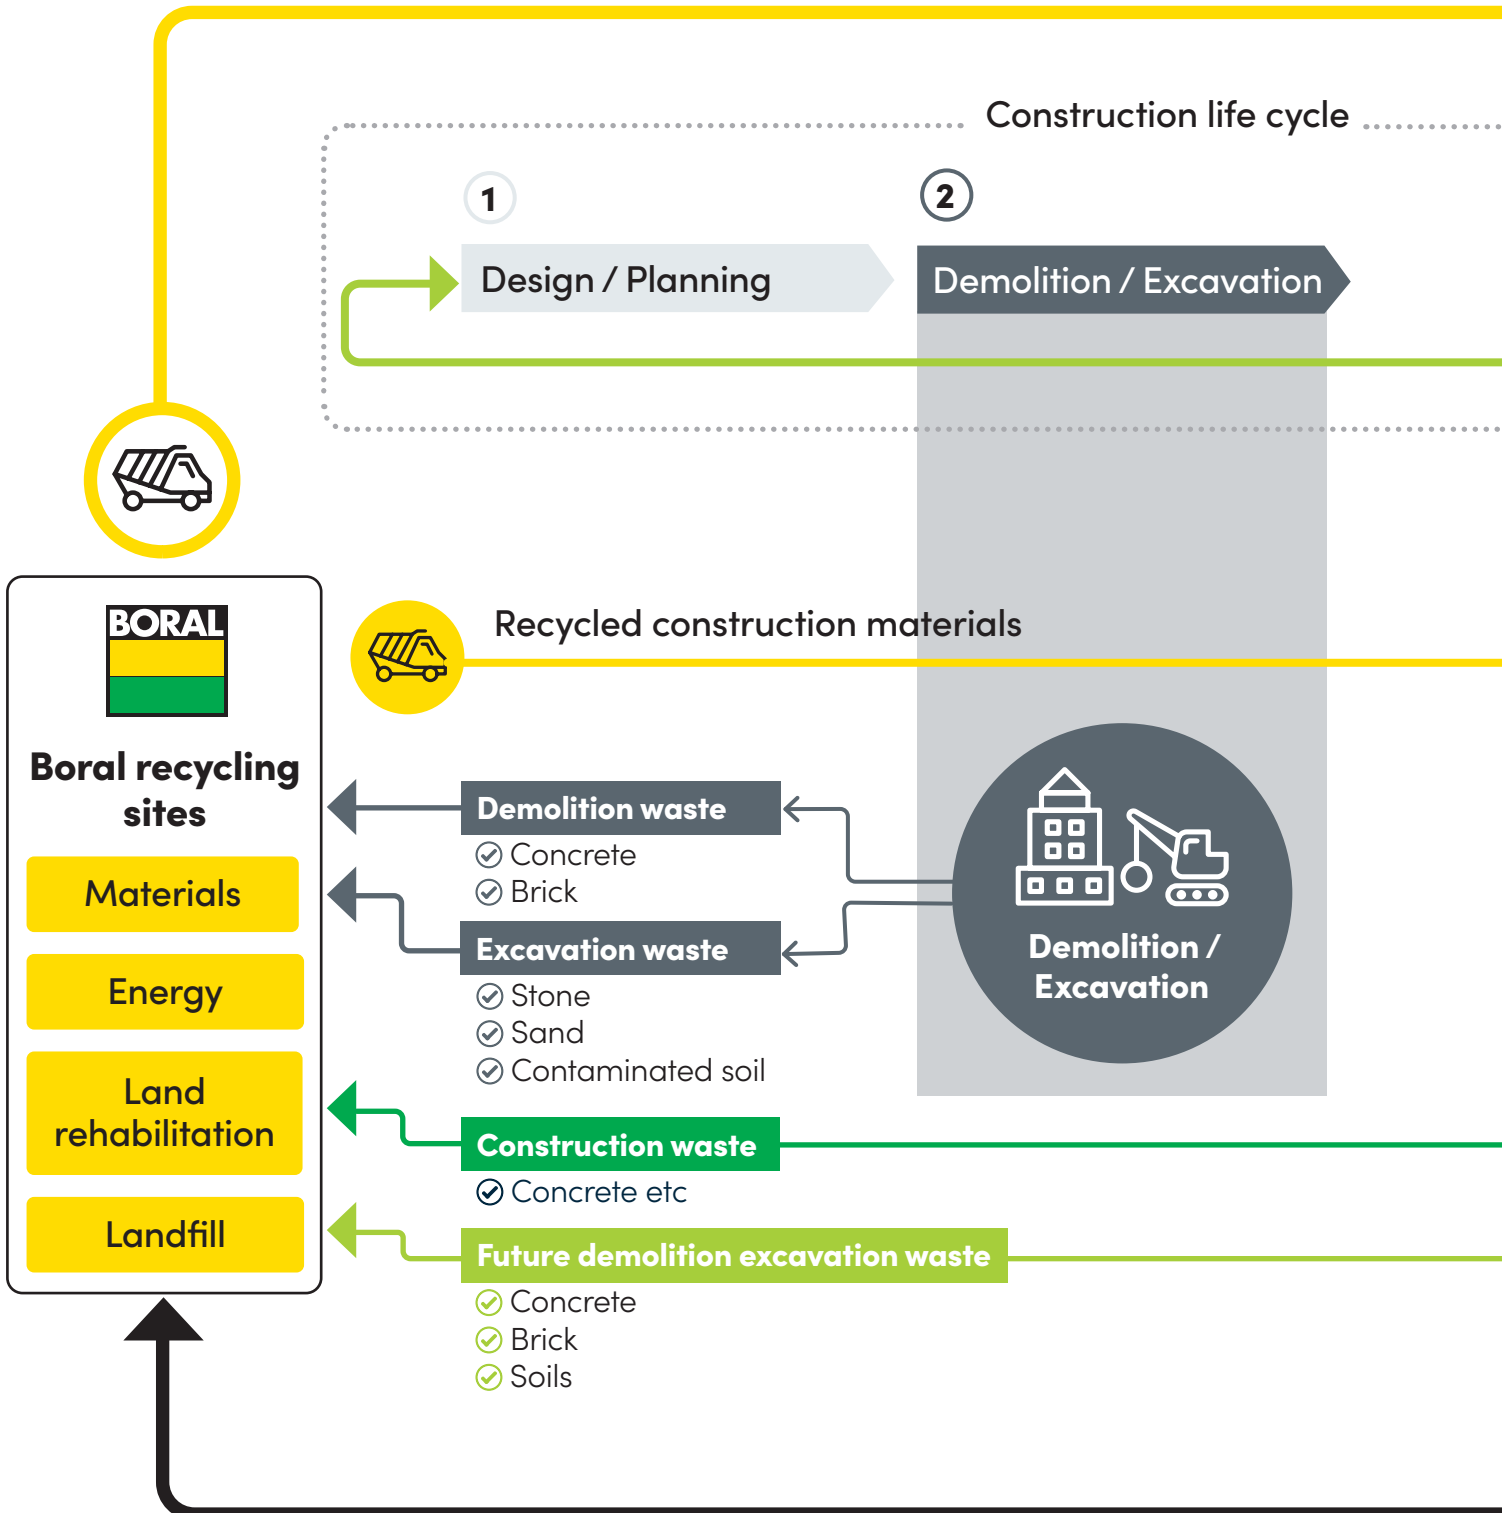 Construction life cycle
1
2
Design / Planning
Demolition / Excavation
BORAL
Boral recycling
sites
Materials
Energy
Land
rehabilitation
Landfill
Recycled construction materials
Demolition waste
Concrete
Brick
Excavation waste
Stone
Sand
Contaminated soil
Construction waste
Concrete etc
Future demolition excavation waste
Concrete
Brick
Soils
Demolition /
Excavation